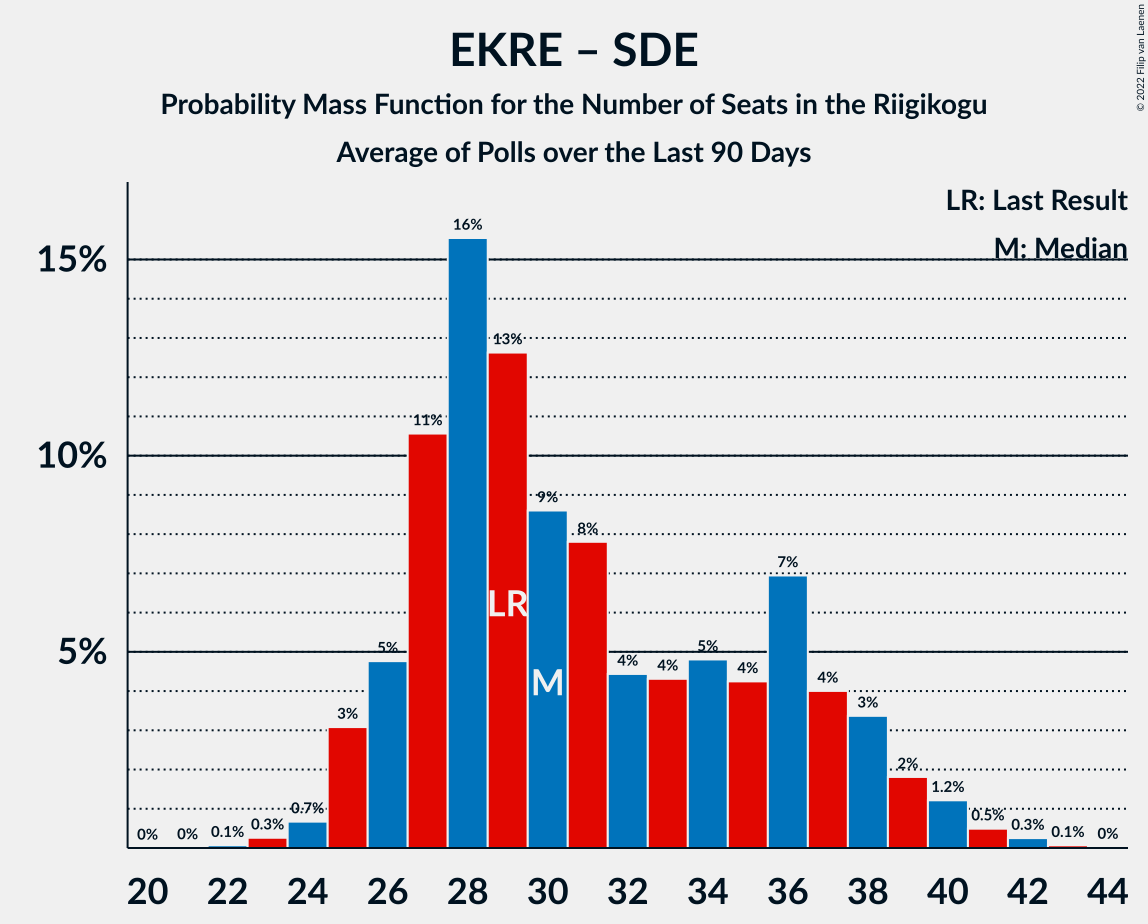 EKRE – SDE
Probability Mass Function for the Number of Seats in the Riigikogu
Average of Polls over the Last 90 Days
© 2022 Filip van Laenen
LR: Last Result
M: Median
15%
10%
5%
0% 0% 0.1% 0.3% 0.7% 3% 5% 11% 16% 13% 9% 8% 4% 4% 5% 4% 7% 4% 3% 2% 1.2% 0.5% 0.3% 0.1% 0%
LR
M
20 22 24 26 28 30 32 34 36 38 40 42 44